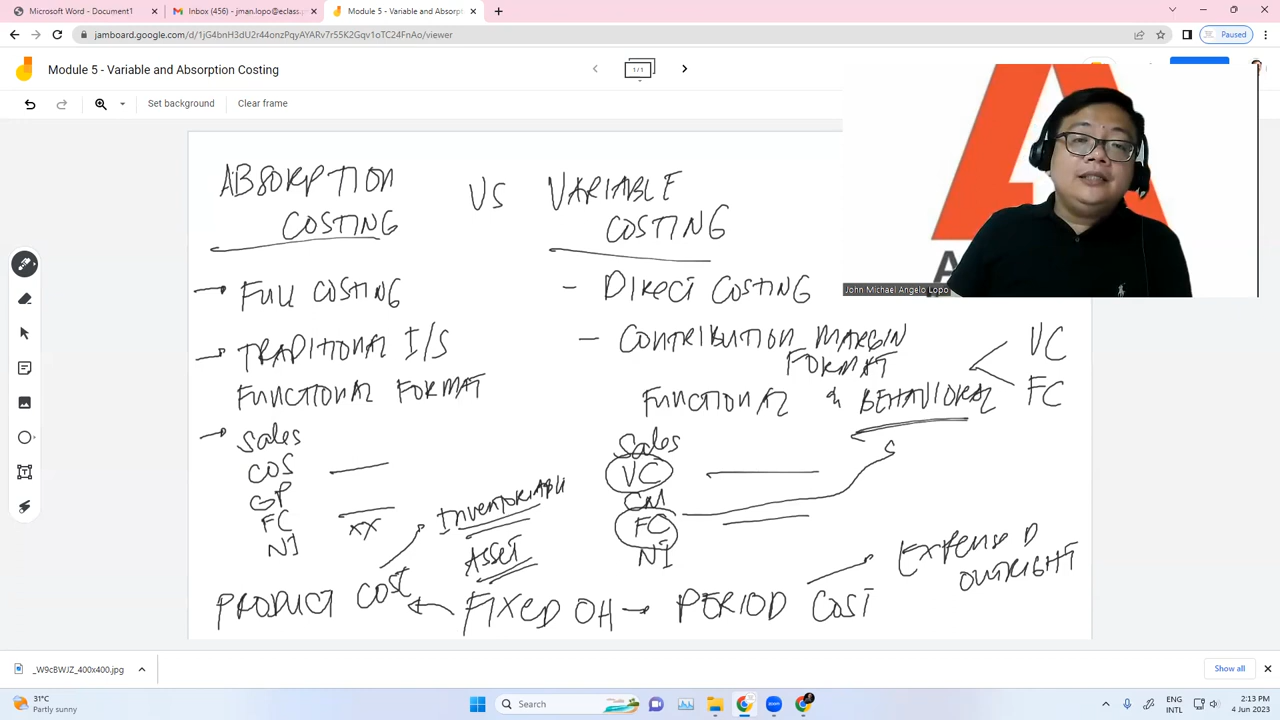 Microsoft Word - Document1
Inbox (456) - jman.lopo@eclass.
Module 5 - Variable and Absorpt
jamboard.google.com/d/1jG4bnH3dU2r44onzPqyAYARv7r55K2Gqv1oTC24FnAo/viewer
Paused
Module 5 - Variable and Absorption Costing
1/1
Set background
Clear frame
ABSORPTION
COSTING
VS
VARIABLE
COSTING
FULL COSTING
- DIRECT COSTING
TRADITIONAL I/S
FUNCTIONAL FORMAT
- CONTRIBUTION MARGIN
FORMAT
FUNCTIONAL & BEHAVIORAL
VC
FC
Sales
COS
GP
FC
NI
XX
Sales
VC
CM
FC
NI
INVENTORIABLE
ASSET
PRODUCT COST
FIXED OH
PERIOD COST
EXPENSED
OUTRIGHT
John Michael Angelo Lopo
_W9cBWJZ_400x400.jpg
Show all
31°C
Partly sunny
Search
zoom
ENG
INTL
2:13 PM
4 Jun 2023